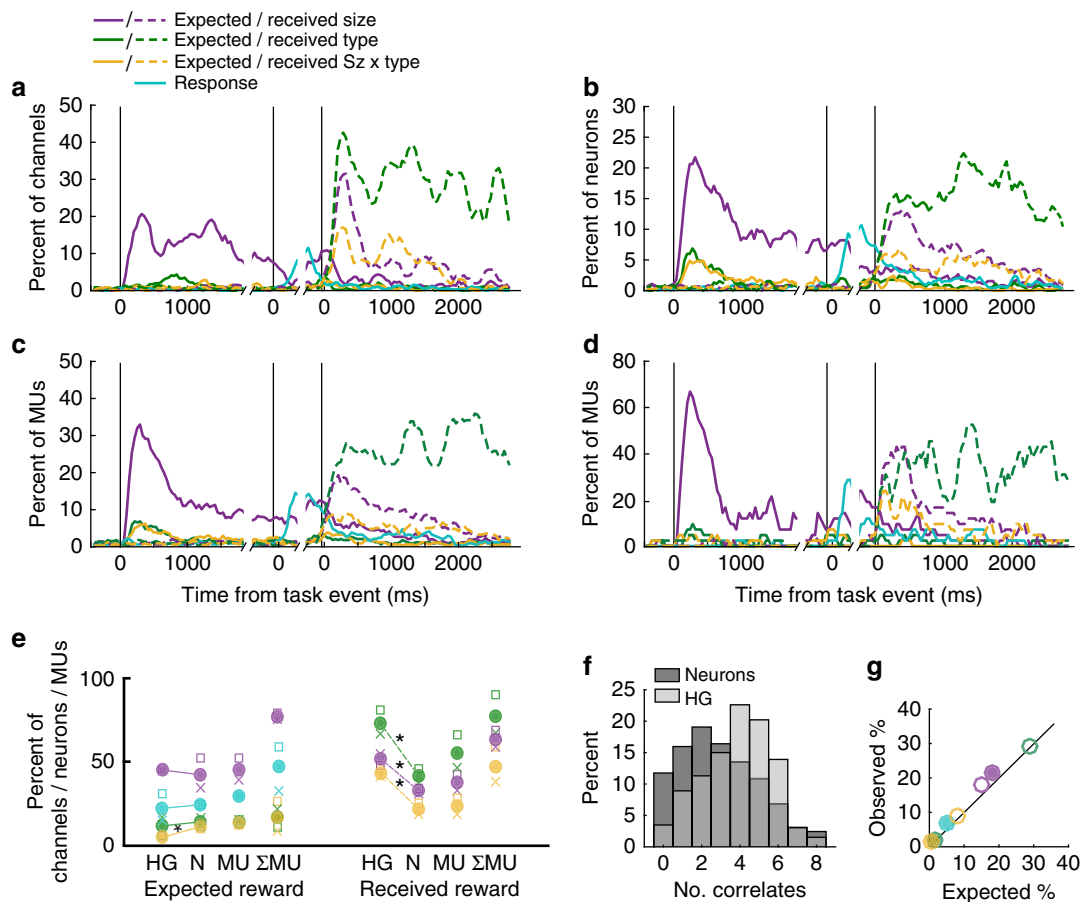 Expected / received size
Expected / received type
Expected / received Sz x type
Response
a
50
40
30
20
10
0
Percent of channels
0
1000
0
0
1000
2000
b
30
25
20
15
10
5
0
Percent of neurons
0
1000
0
0
1000
2000
c
50
40
30
20
10
0
Percent of MUs
0
1000
0
0
1000
2000
d
80
60
40
20
0
Percent of MUs
0
1000
0
0
1000
2000
Time from task event (ms)
Time from task event (ms)
e
100
50
0
Percent of
channels / neurons / MUs
*
*
*
*
HG N MU ΣMU
HG N MU ΣMU
Expected reward
Received reward
f
Neurons
HG
25
20
15
10
5
0
Percent
0 2 4 6 8
No. correlates
g
40
30
20
10
0
Observed %
0 10 20 30 40
Expected %